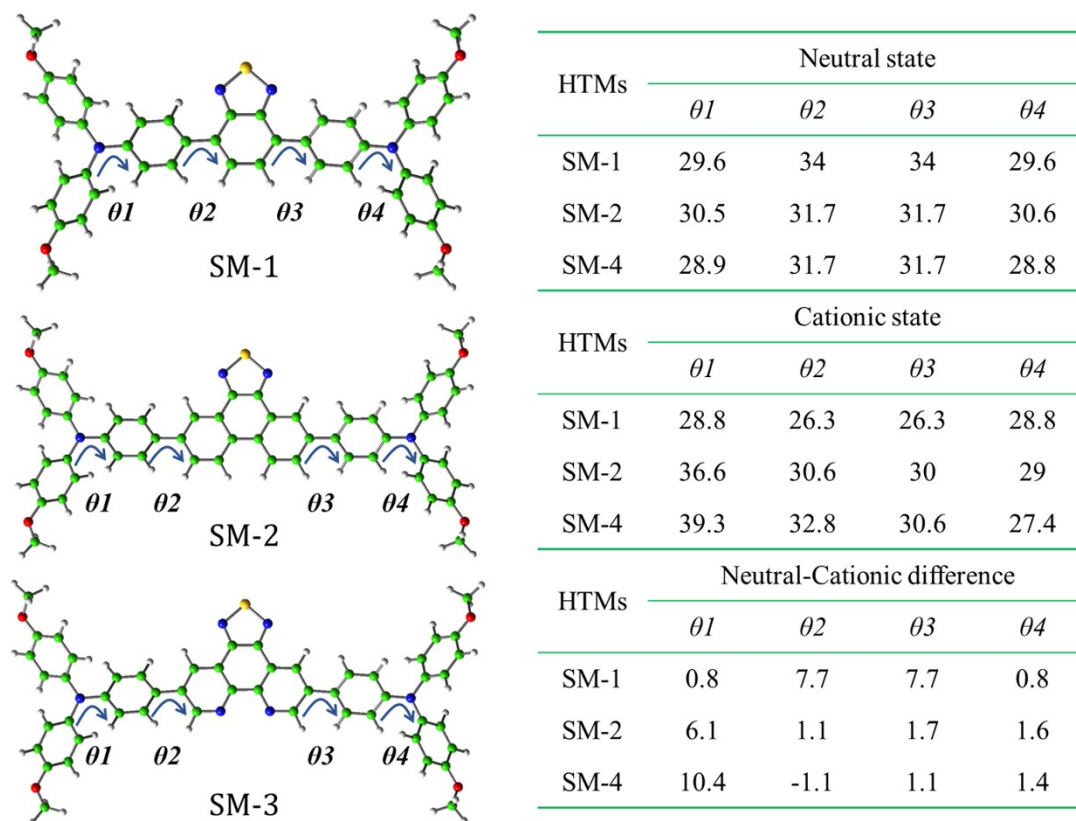 θ1 θ2 θ3 θ4
SM-1
θ1 θ2 θ3 θ4
SM-2
θ1 θ2 θ3 θ4
SM-3
HTMs Neutral state
θ1 θ2 θ3 θ4
SM-1 29.6 34 34 29.6
SM-2 30.5 31.7 31.7 30.6
SM-4 28.9 31.7 31.7 28.8
HTMs Cationic state
θ1 θ2 θ3 θ4
SM-1 28.8 26.3 26.3 28.8
SM-2 36.6 30.6 30 29
SM-4 39.3 32.8 30.6 27.4
HTMs Neutral-Cationic difference
θ1 θ2 θ3 θ4
SM-1 0.8 7.7 7.7 0.8
SM-2 6.1 1.1 1.7 1.6
SM-4 10.4 -1.1 1.1 1.4